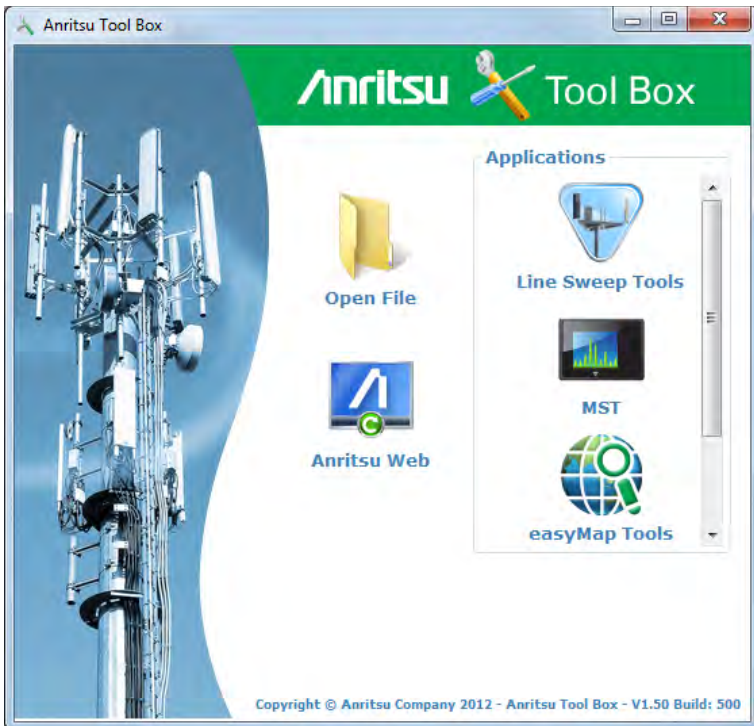 Anritsu Tool Box
Anritsu Tool Box
Applications
Open File
Line Sweep Tools
MST
Anritsu Web
easyMap Tools
Copyright © Anritsu Company 2012 - Anritsu Tool Box - V1.50 Build: 500